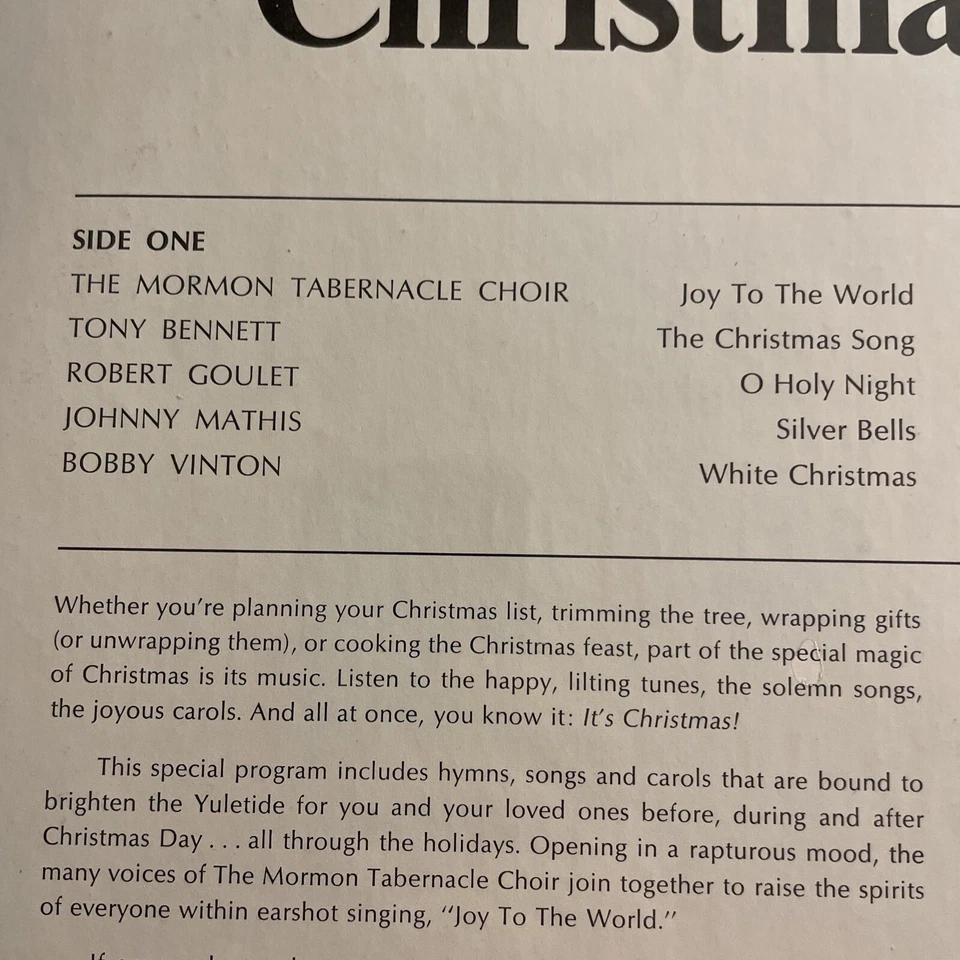 SIDE ONE
THE MORMON TABERNACLE CHOIR Joy To The World
TONY BENNETT The Christmas Song
ROBERT GOULET O Holy Night
JOHNNY MATHIS Silver Bells
BOBBY VINTON White Christmas
Whether you're planning your Christmas list, trimming the tree, wrapping gifts
(or unwrapping them), or cooking the Christmas feast, part of the special magic
of Christmas is its music. Listen to the happy, lilting tunes, the solemn songs,
the joyous carols. And all at once, you know it: It's Christmas!
This special program includes hymns, songs and carols that are bound to
brighten the Yuletide for you and your loved ones before, during and after
Christmas Day . . . all through the holidays. Opening in a rapturous mood, the
many voices of The Mormon Tabernacle Choir join together to raise the spirits
of everyone within earshot singing, "Joy To The World."